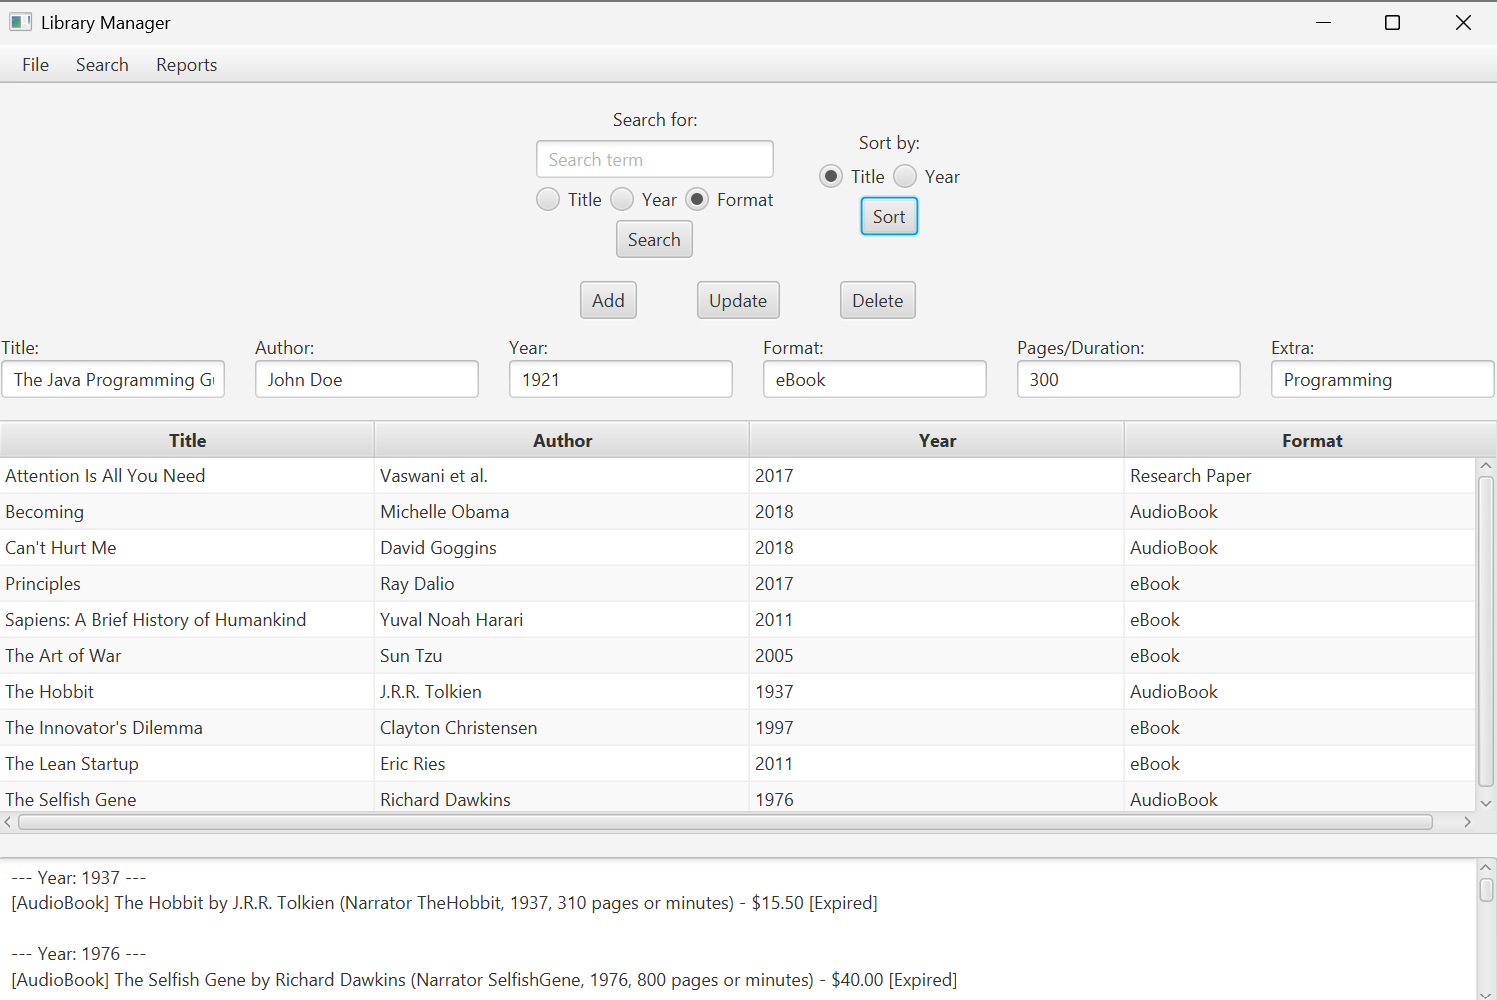 Library Manager
File Search Reports
Search for:
Search term
Title Year Format
Search
Sort by:
Title Year
Sort
Add Update Delete
Title: Author: Year: Format: Pages/Duration: Extra:
The Java Programming Gu John Doe 1921 eBook 300 Programming
Title Author Year Format
Attention Is All You Need Vaswani et al. 2017 Research Paper
Becoming Michelle Obama 2018 AudioBook
Can't Hurt Me David Goggins 2018 AudioBook
Principles Ray Dalio 2017 eBook
Sapiens: A Brief History of Humankind Yuval Noah Harari 2011 eBook
The Art of War Sun Tzu 2005 eBook
The Hobbit J.R.R. Tolkien 1937 AudioBook
The Innovator's Dilemma Clayton Christensen 1997 eBook
The Lean Startup Eric Ries 2011 eBook
The Selfish Gene Richard Dawkins 1976 AudioBook
--- Year: 1937 ---
[AudioBook] The Hobbit by J.R.R. Tolkien (Narrator TheHobbit, 1937, 310 pages or minutes) - $15.50 [Expired]
--- Year: 1976 ---
[AudioBook] The Selfish Gene by Richard Dawkins (Narrator SelfishGene, 1976, 800 pages or minutes) - $40.00 [Expired]